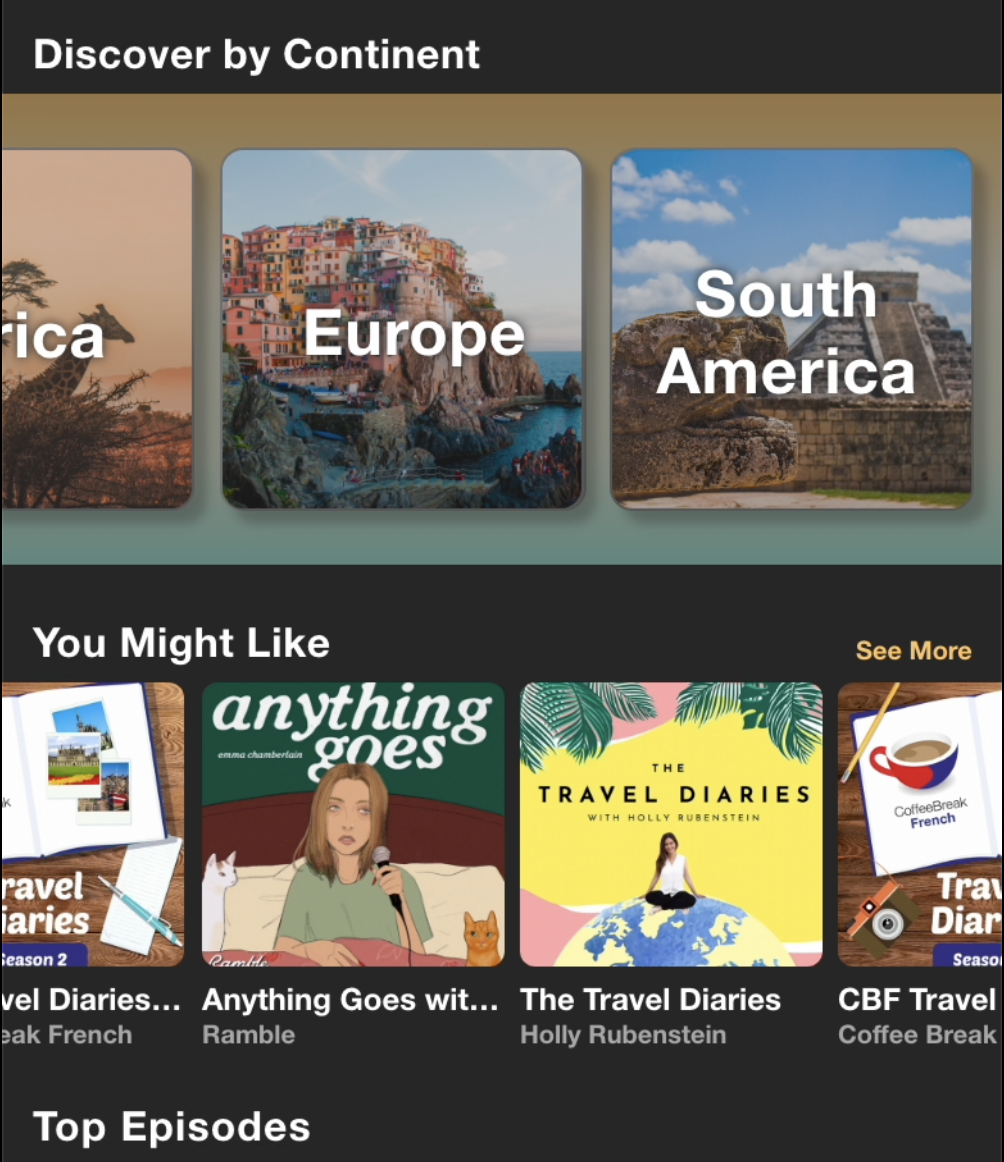 Discover by Continent
rica
Europe
South
America
You Might Like
See More
ravel
iaries
Season 2
anything
goes
emma chamberlain
Ramble
THE
TRAVEL DIARIES
WITH HOLLY RUBENSTEIN
CoffeeBreak
French
Trav
Diar
Seaso
vel Diaries...
eak French
Anything Goes wit...
Ramble
The Travel Diaries
Holly Rubenstein
CBF Travel
Coffee Break
Top Episodes